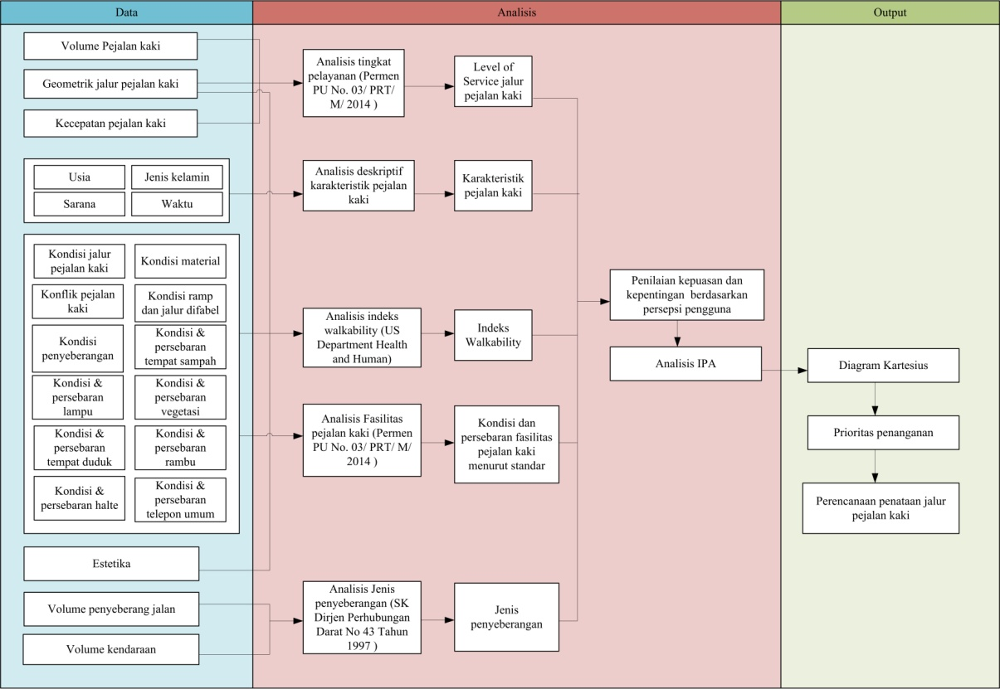 Data
Analisis
Output
Volume Pejalan kaki
Geometrik jalur pejalan kaki
Kecepatan pejalan kaki
Usia
Jenis kelamin
Sarana
Waktu
Kondisi jalur
pejalan kaki
Kondisi material
Konflik pejalan
kaki
Kondisi ramp
dan jalur difabel
Kondisi
penyeberangan
Kondisi &
persebaran
tempat sampah
Kondisi &
persebaran
lampu
Kondisi &
persebaran
vegetasi
Kondisi &
persebaran
tempat duduk
Kondisi &
persebaran
rambu
Kondisi &
persebaran halte
Kondisi &
persebaran
telepon umum
Estetika
Volume penyeberang jalan
Volume kendaraan
Analisis tingkat
pelayanan (Permen
PU No. 03/ PRT/
M/ 2014 )
Level of
Service jalur
pejalan kaki
Analisis deskriptif
karakteristik pejalan
kaki
Karakteristik
pejalan kaki
Analisis indeks
walkability (US
Department Health
and Human)
Indeks
Walkability
Analisis Fasilitas
pejalan kaki (Permen
PU No. 03/ PRT/ M/
2014 )
Kondisi dan
persebaran fasilitas
pejalan kaki
menurut standar
Analisis Jenis
penyeberangan (SK
Dirjen Perhubungan
Darat No 43 Tahun
1997 )
Jenis
penyeberangan
Penilaian kepuasan dan
kepentingan berdasarkan
persepsi pengguna
Analisis IPA
Diagram Kartesius
Prioritas penanganan
Perencanaan penataan jalur
pejalan kaki